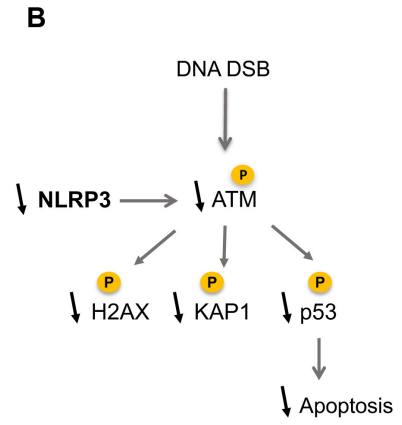 B
DNA DSB
P
NLRP3 ATM
P P P
H2AX KAP1 p53
Apoptosis